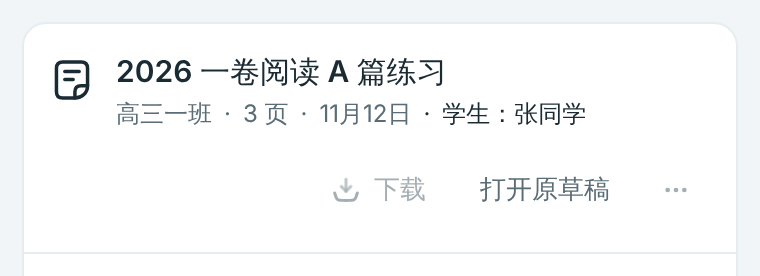 2026 一卷阅读 A 篇练习
高三一班 · 3 页 · 11月12日 · 学生：张同学
下载 打开原草稿 ···